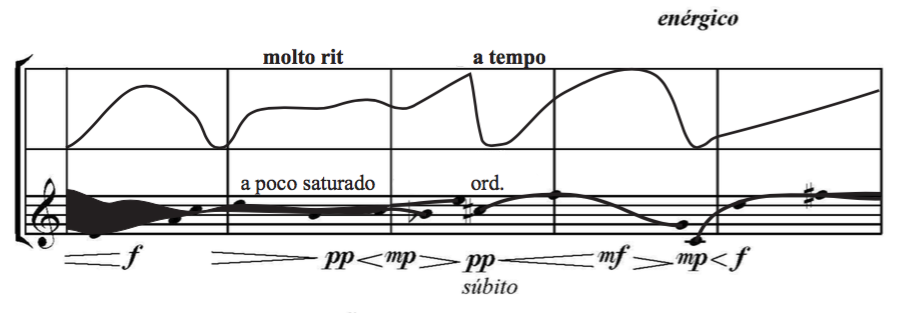 enérgico
molto rit a tempo
a poco saturado ord.
f pp mp pp mf mp f
súbito